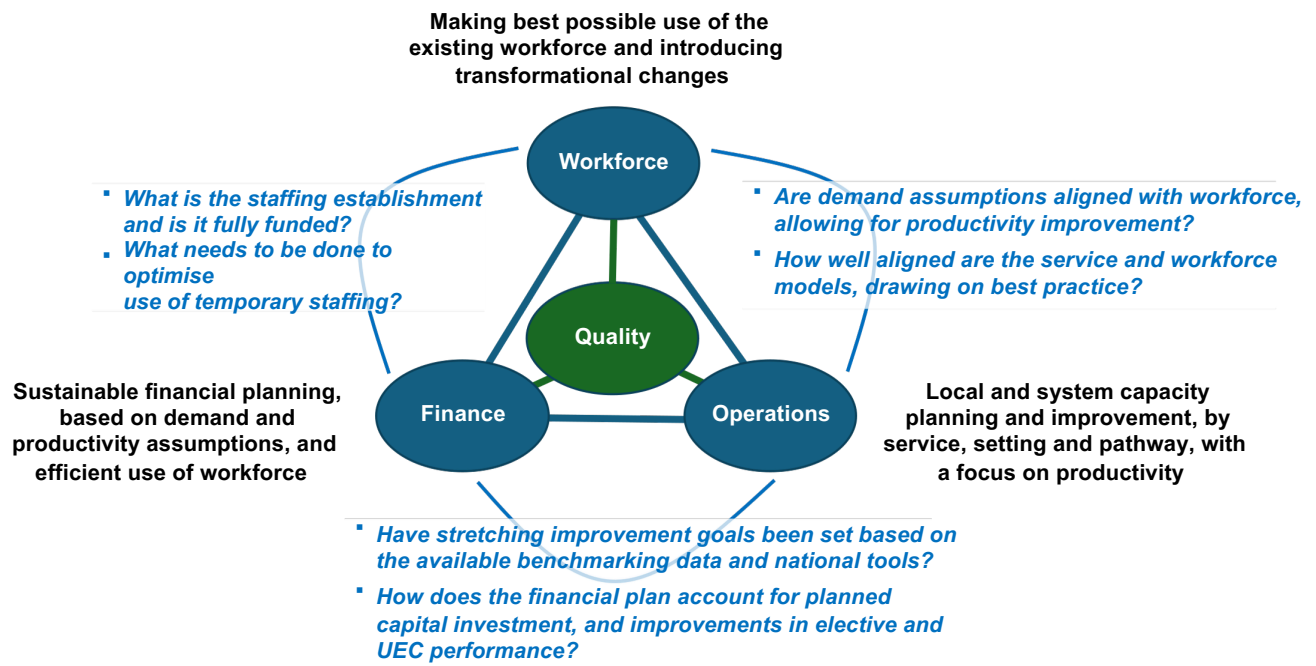 Making best possible use of the
existing workforce and introducing
transformational changes
Workforce
▪ What is the staffing establishment
and is it fully funded?
▪ What needs to be done to
optimise
use of temporary staffing?
▪ Are demand assumptions aligned with workforce,
allowing for productivity improvement?
▪ How well aligned are the service and workforce
models, drawing on best practice?
Quality
Sustainable financial planning,
based on demand and
productivity assumptions, and
efficient use of workforce
Finance
Operations
Local and system capacity
planning and improvement, by
service, setting and pathway, with
a focus on productivity
▪ Have stretching improvement goals been set based on
the available benchmarking data and national tools?
▪ How does the financial plan account for planned
capital investment, and improvements in elective and
UEC performance?